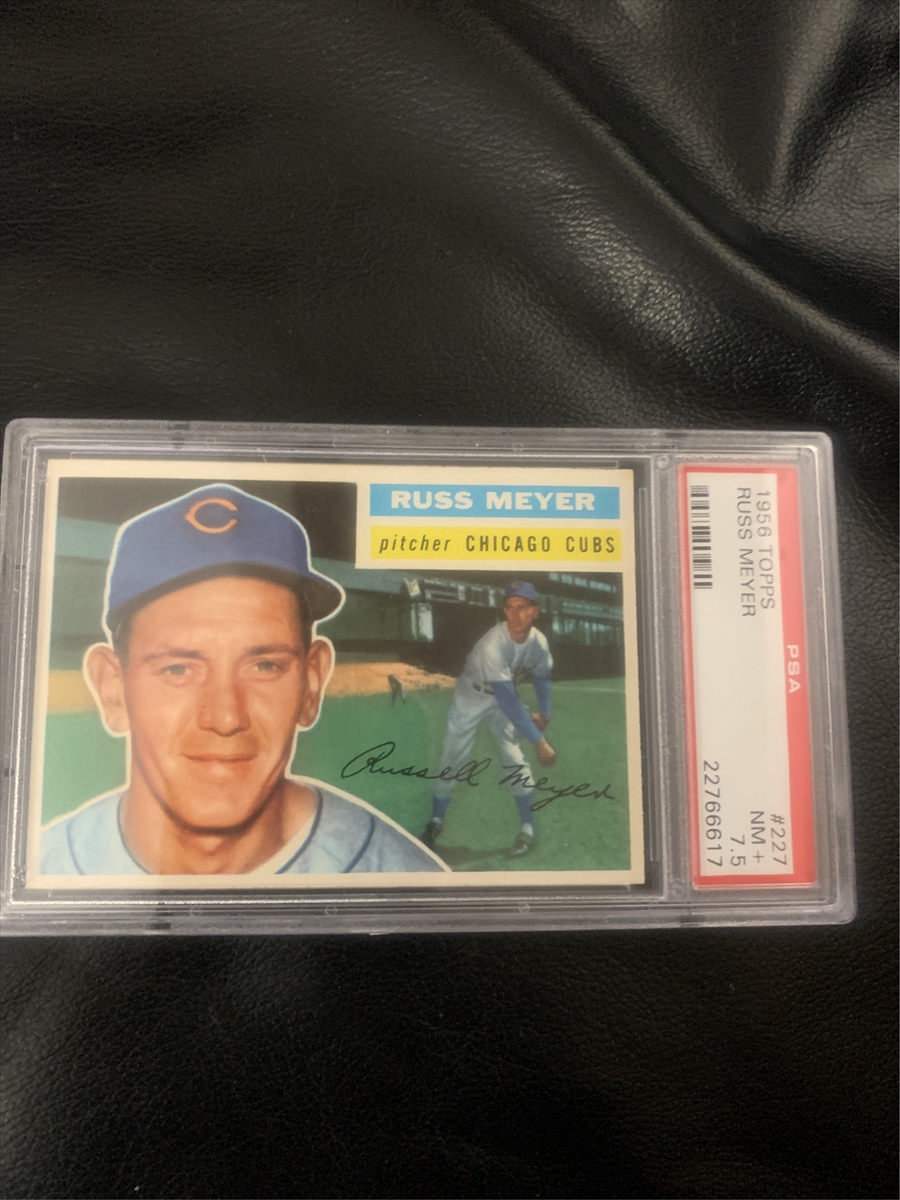 RUSS MEYER
pitcher CHICAGO CUBS
Russell Meyer
C
1956 TOPPS
RUSS MEYER
#227
NM+
7.5
22766617
PSA